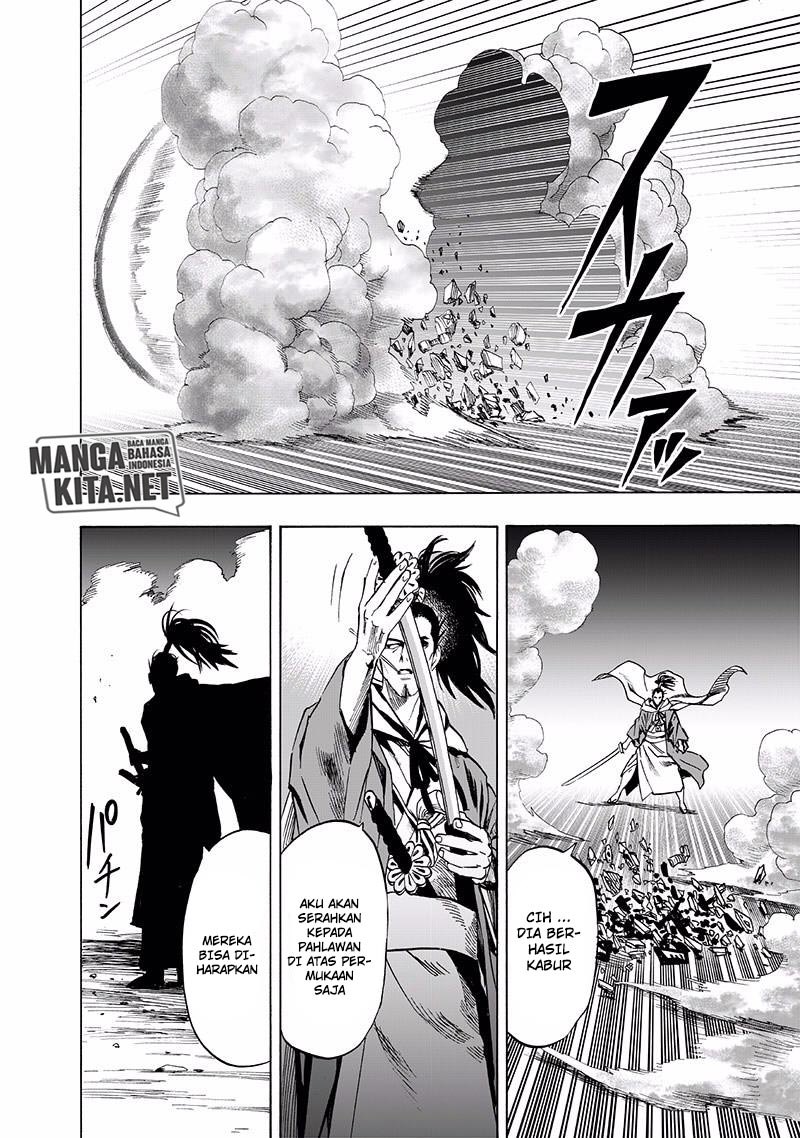 スカァッ
MANGA
KITA.NET
BACA MANGA
BAHASA
INDONESIA
CIH ...
DIA BER-
HASIL
KABUR
AKU AKAN
SERAHKAN
KEPADA
PAHLAWAN
DI ATAS PER-
MUKAAN
SAJA
MEREKA
BISA DI-
HARAPKAN
パチン